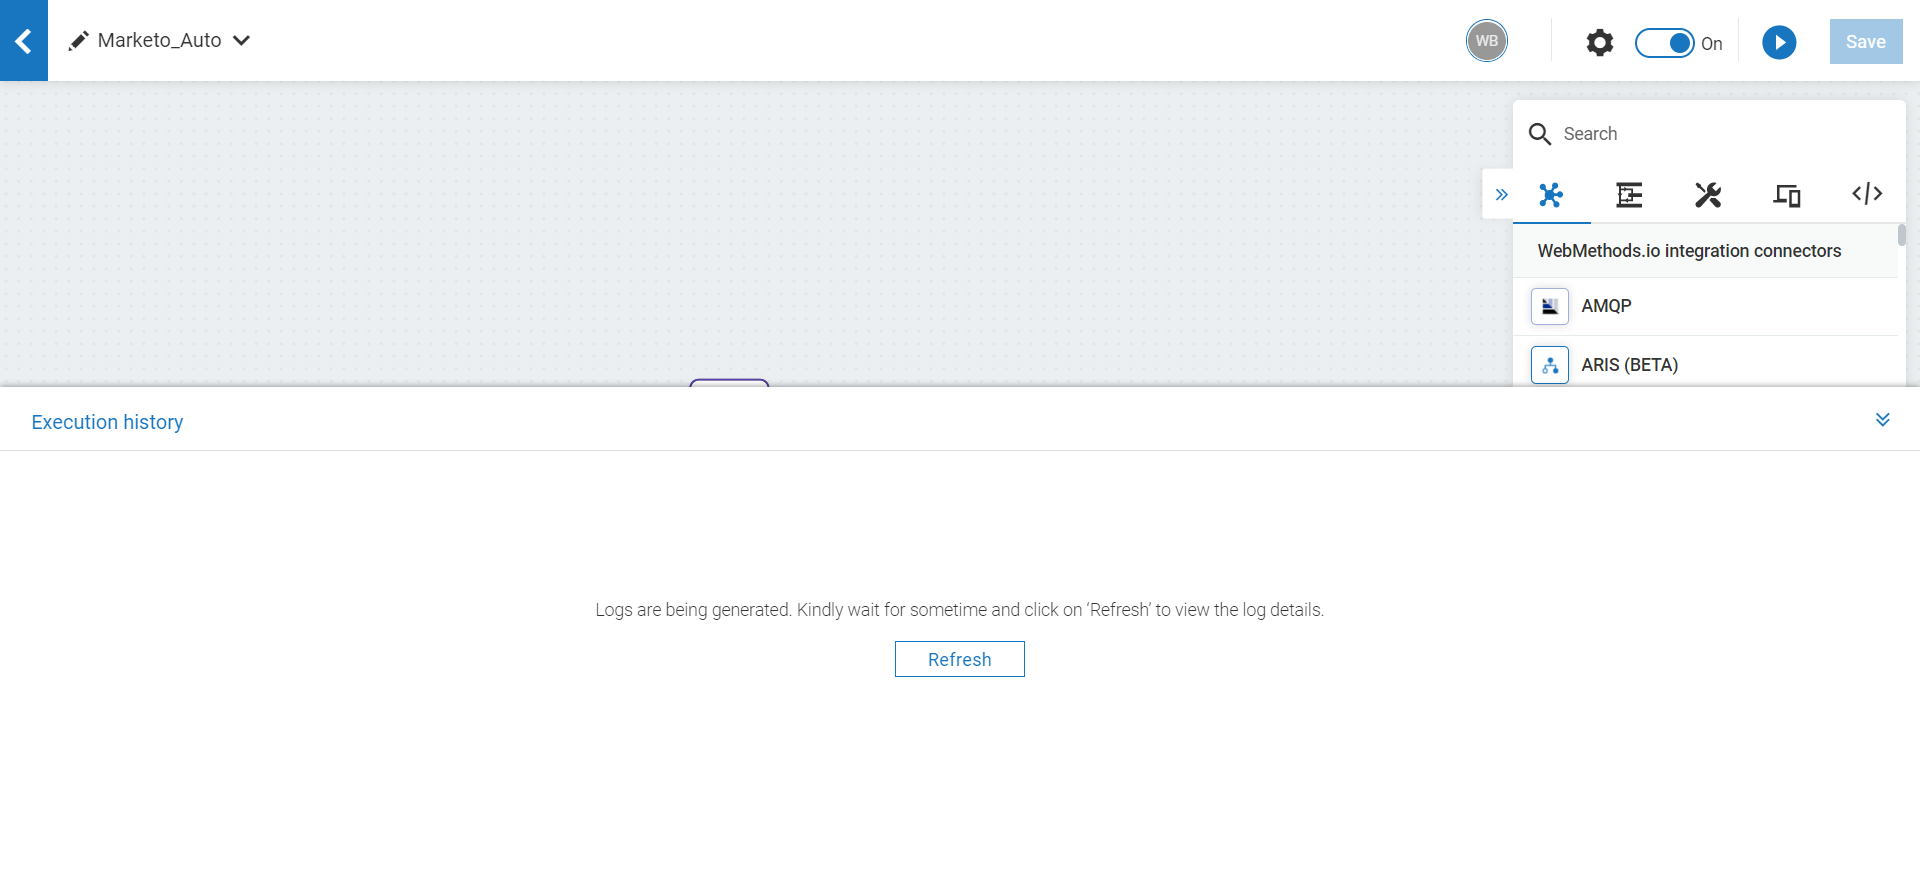 Marketo_Auto
WB
On
Save
Search
WebMethods.io integration connectors
AMQP
ARIS (BETA)
Execution history
Logs are being generated. Kindly wait for sometime and click on ‘Refresh’ to view the log details.
Refresh